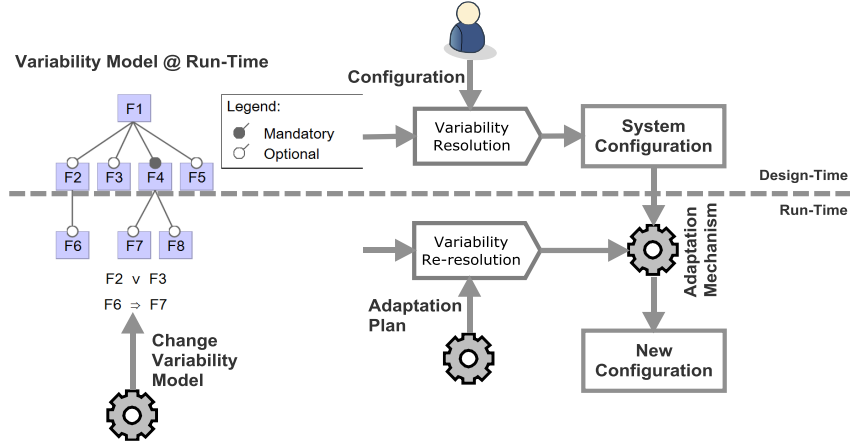 Variability Model @ Run-Time
F1
F2 F3 F4 F5
F6 F7 F8
F2 ∨ F3
F6 ⇒ F7
Change
Variability
Model
Legend:
Mandatory
Optional
Configuration
Variability
Resolution
System
Configuration
Design-Time
Run-Time
Variability
Re-resolution
Adaptation
Mechanism
Adaptation
Plan
New
Configuration